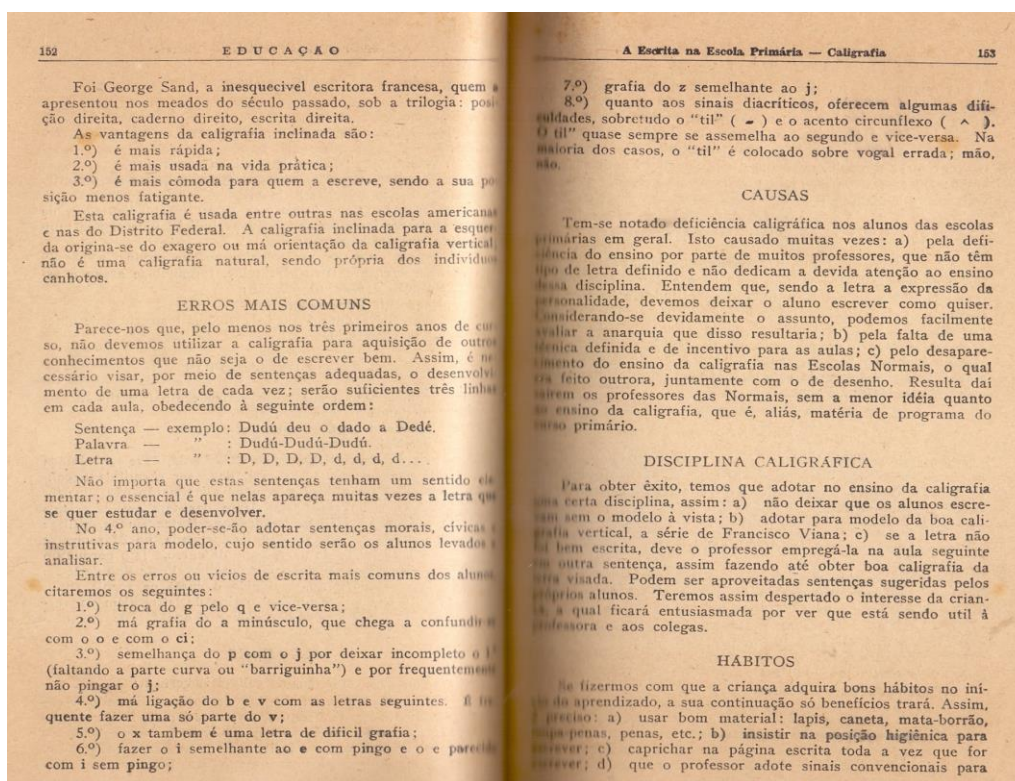 152 EDUCAÇÃO
Foi George Sand, a inesquecivel escritora francesa, quem a
apresentou nos meados do século passado, sob a trilogia: posi-
ção direita, caderno direito, escrita direita.
As vantagens da caligrafia inclinada são:
1.º) é mais rápida;
2.º) é mais usada na vida prática;
3.º) é mais cômoda para quem a escreve, sendo a sua po-
sição menos fatigante.
Esta caligrafia é usada entre outras nas escolas americanas
e nas do Distrito Federal. A caligrafia inclinada para a esquer-
da origina-se do exagero ou má orientação da caligrafia vertical,
não é uma caligrafia natural, sendo própria dos individuos
canhotos.
ERROS MAIS COMUNS
Parece-nos que, pelo menos nos três primeiros anos de cur-
so, não devemos utilizar a caligrafia para aquisição de outros
conhecimentos que não seja o de escrever bem. Assim, é ne-
cessário visar, por meio de sentenças adequadas, o desenvolvi-
mento de uma letra de cada vez; serão suficientes três linhas
em cada aula, obedecendo à seguinte ordem:
Sentença — exemplo: Dudú deu o dado a Dedé.
Palavra — ” : Dudú-Dudú-Dudú.
Letra — ” : D, D, D, D, d, d, d, d....
Não importa que estas sentenças tenham um sentido ele-
mentar; o essencial é que nelas apareça muitas vezes a letra que
se quer estudar e desenvolver.
No 4.º ano, poder-se-ão adotar sentenças morais, cívicas e
instrutivas para modelo, cujo sentido serão os alunos levados a
analisar.
Entre os erros ou vicios de escrita mais comuns dos alunos
citaremos os seguintes:
1.º) troca do g pelo q e vice-versa;
2.º) má grafia do a minúsculo, que chega a confundir
com o o e com o ci;
3.º) semelhança do p com o j por deixar incompleto o
(faltando a parte curva ou “barriguinha”) e por frequentemente
não pingar o j;
4.º) má ligação do b e v com as letras seguintes. É fre-
quente fazer uma só parte do v;
5.º) o x tambem é uma letra de dificil grafia;
6.º) fazer o i semelhante ao e com pingo e o e parecido
com i sem pingo;
A Escrita na Escola Primária — Caligrafia 153
7.º) grafia do z semelhante ao j;
8.º) quanto aos sinais diacríticos, oferecem algumas difi-
culdades, sobretudo o “til” ( ~ ) e o acento circunflexo ( ^ ).
O til” quase sempre se assemelha ao segundo e vice-versa. Na
maioria dos casos, o “til” é colocado sobre vogal errada; mão,
não.
CAUSAS
Tem-se notado deficiência caligráfica nos alunos das escolas
primárias em geral. Isto causado muitas vezes: a) pela defi-
ciência do ensino por parte de muitos professores, que não têm
tipo de letra definido e não dedicam a devida atenção ao ensino
dessa disciplina. Entendem que, sendo a letra a expressão da
personalidade, devemos deixar o aluno escrever como quiser.
Considerando-se devidamente o assunto, podemos facilmente
avaliar a anarquia que disso resultaria; b) pela falta de uma
técnica definida e de incentivo para as aulas; c) pelo desapare-
cimento do ensino da caligrafia nas Escolas Normais, o qual
feito outrora, juntamente com o de desenho. Resulta daí
sairem os professores das Normais, sem a menor idéia quanto
ao ensino da caligrafia, que é, aliás, matéria de programa do
curso primário.
DISCIPLINA CALIGRÁFICA
Para obter êxito, temos que adotar no ensino da caligrafia
uma certa disciplina, assim: a) não deixar que os alunos escre-
vam sem o modelo à vista; b) adotar para modelo da boa cali-
grafia vertical, a série de Francisco Viana; c) se a letra não
foi bem escrita, deve o professor empregá-la na aula seguinte
em outra sentença, assim fazendo até obter boa caligrafia da
letra visada. Podem ser aproveitadas sentenças sugeridas pelos
próprios alunos. Teremos assim despertado o interesse da crian-
ça, a qual ficará entusiasmada por ver que está sendo util à
professora e aos colegas.
HÁBITOS
Se fizermos com que a criança adquira bons hábitos no iní-
cio do aprendizado, a sua continuação só benefícios trará. Assim,
é preciso: a) usar bom material: lapis, caneta, mata-borrão,
penas, penas, etc.; b) insistir na posição higiênica para
escrever; c) caprichar na página escrita toda a vez que for
escrever; d) que o professor adote sinais convencionais para